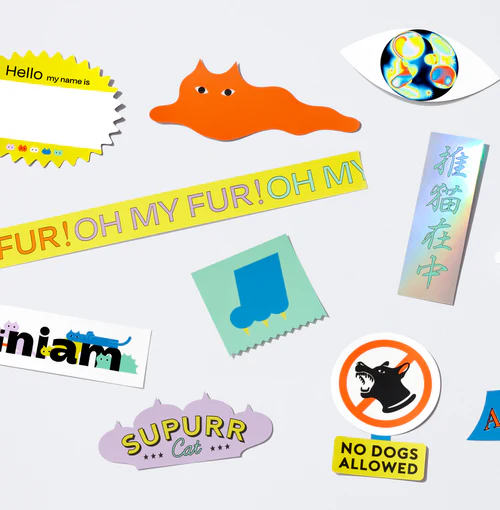 Hello my name is
FUR! OH MY FUR! OH MY
推
猫
在
中
iniam
SUPURR
Cat
NO DOGS
ALLOWED
A